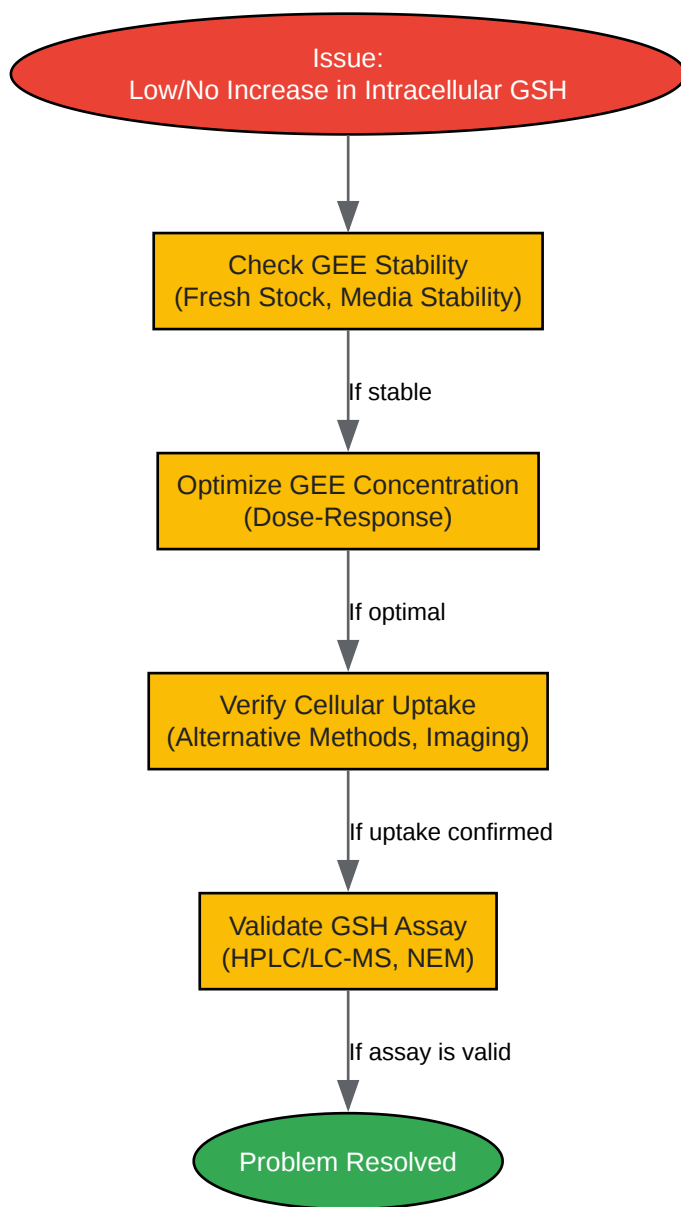 Issue:
Low/No Increase in Intracellular GSH
Check GEE Stability
(Fresh Stock, Media Stability)
If stable
Optimize GEE Concentration
(Dose-Response)
If optimal
Verify Cellular Uptake
(Alternative Methods, Imaging)
If uptake confirmed
Validate GSH Assay
(HPLC/LC-MS, NEM)
If assay is valid
Problem Resolved